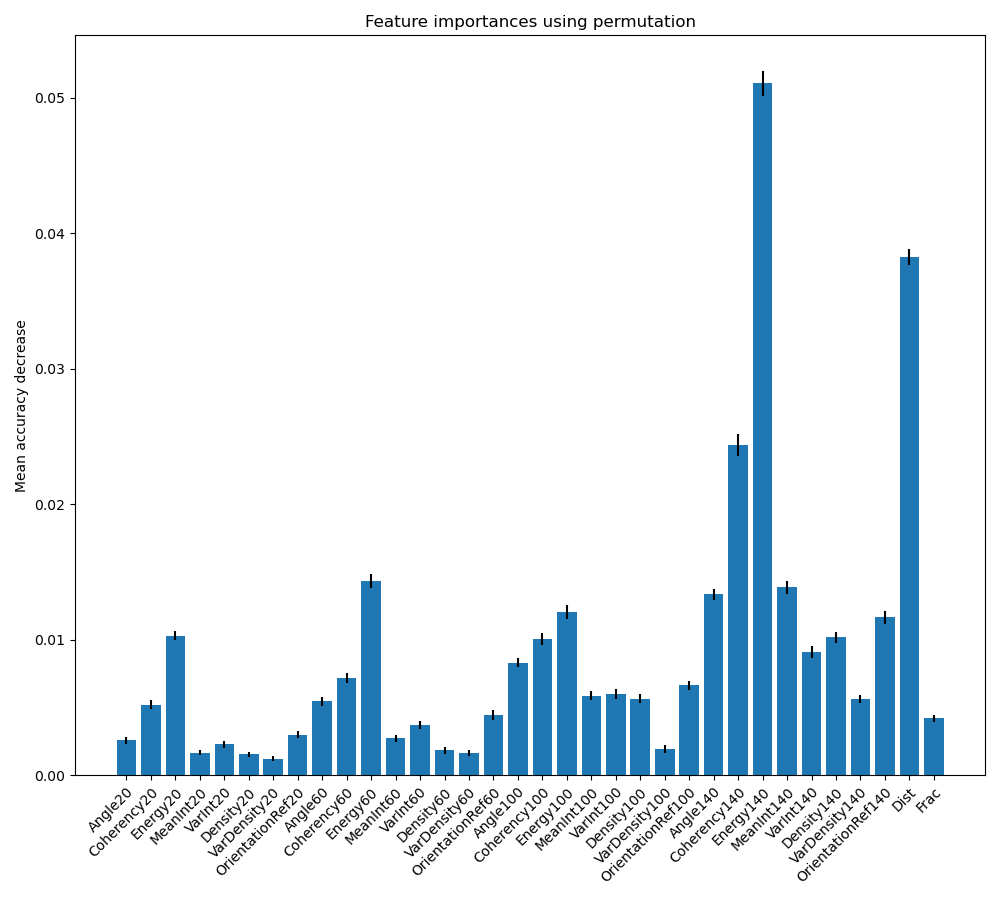 Feature importances using permutation
Mean accuracy decrease
0.05
0.04
0.03
0.02
0.01
0.00
Angle20
Coherency20
Energy20
MeanInt20
VarInt20
Density20
VarDensity20
OrientationRef20
Angle60
Coherency60
Energy60
MeanInt60
VarInt60
Density60
VarDensity60
OrientationRef60
Angle100
Coherency100
Energy100
MeanInt100
VarInt100
Density100
VarDensity100
OrientationRef100
Angle140
Coherency140
Energy140
MeanInt140
VarInt140
Density140
VarDensity140
OrientationRef140
Dist
Frac